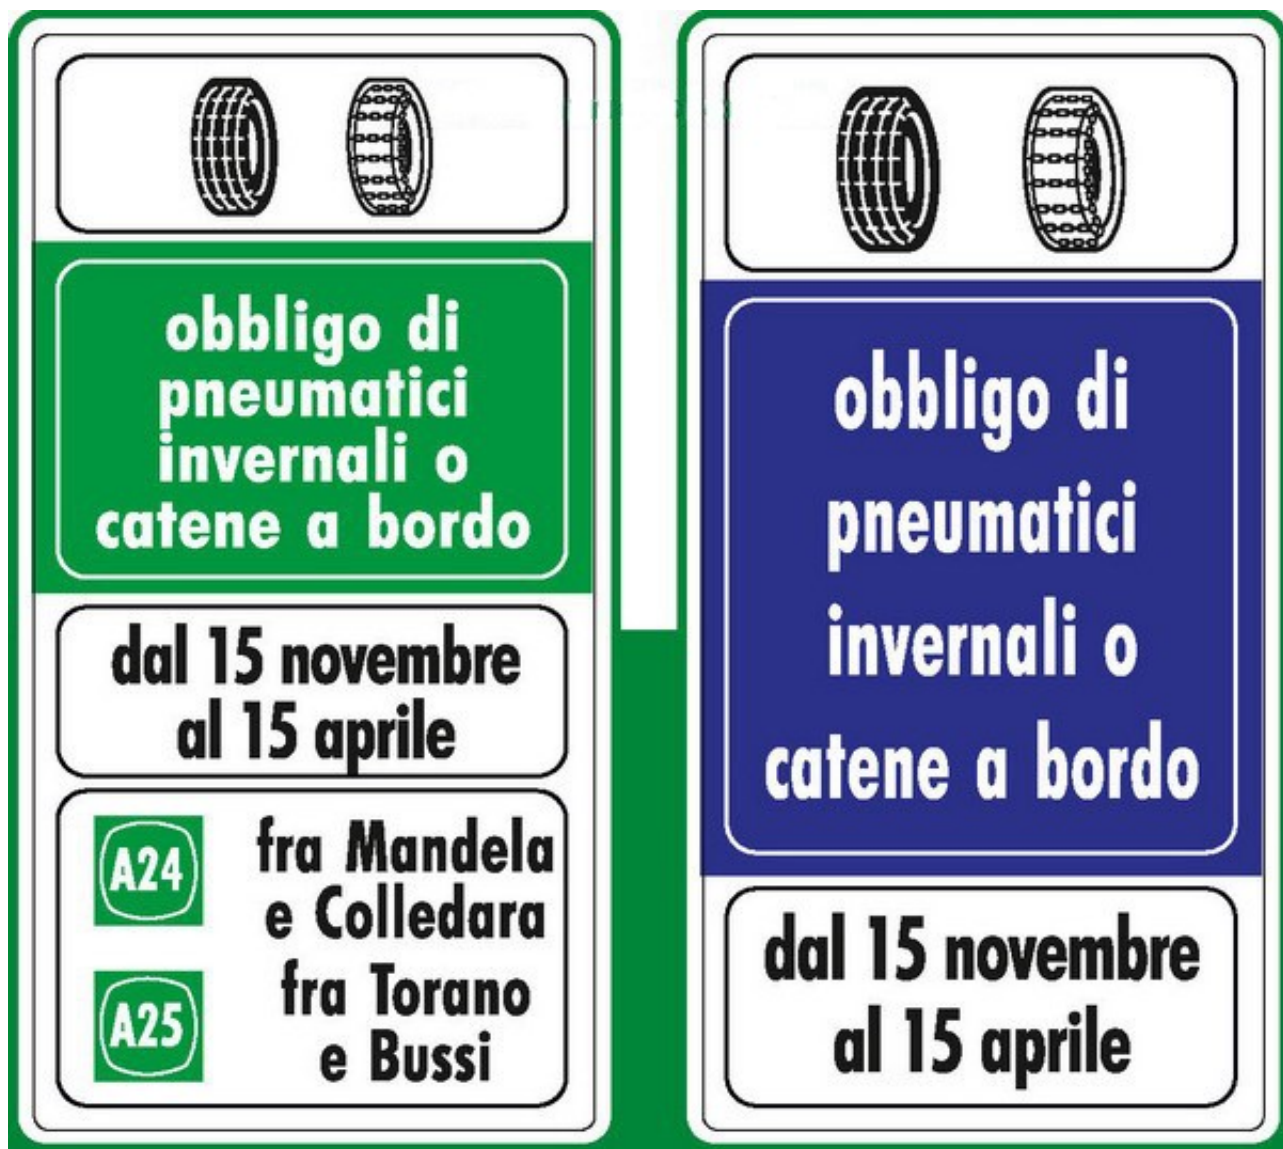 obbligo di
pneumatici
invernali o
catene a bordo
dal 15 novembre
al 15 aprile
A24
fra Mandela
e Colledara
A25
fra Torano
e Bussi
obbligo di
pneumatici
invernali o
catene a bordo
dal 15 novembre
al 15 aprile